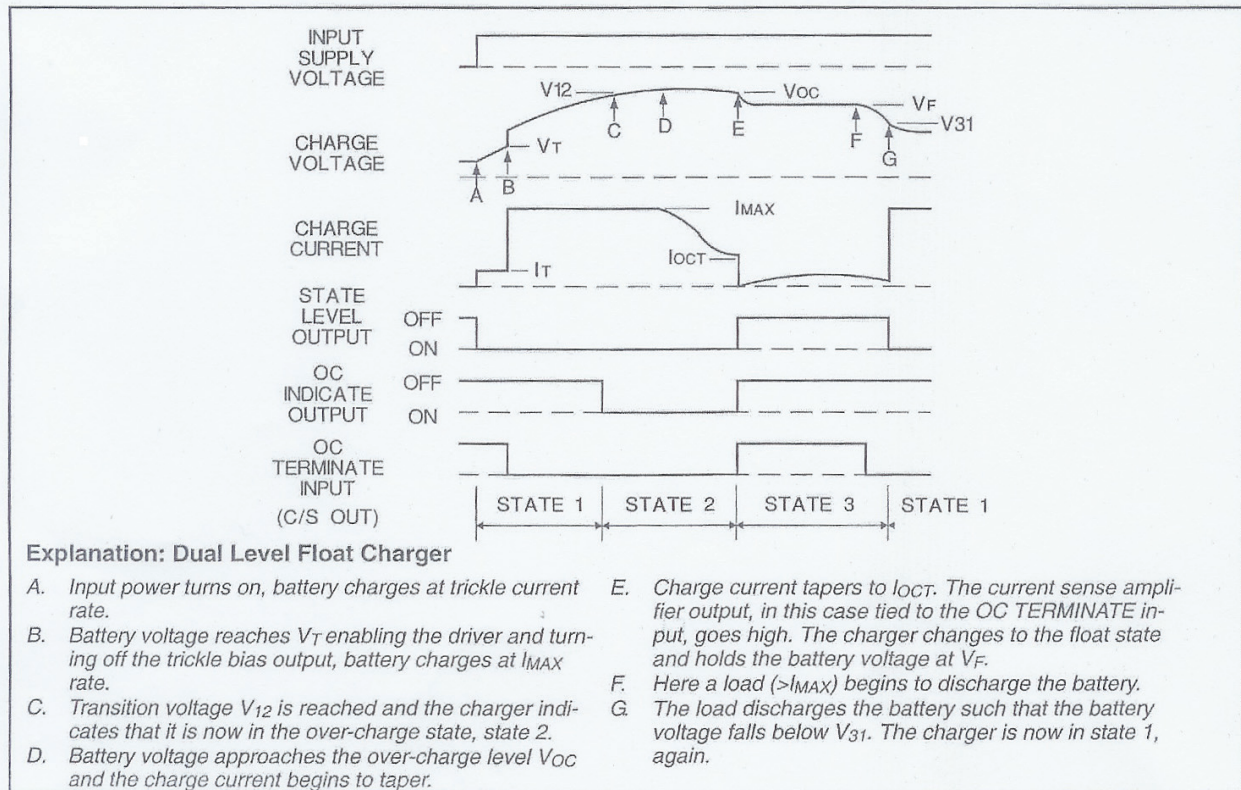 INPUT
SUPPLY
VOLTAGE
V12
VOC
VF
V31
C
D
E
F
G
CHARGE
VOLTAGE
VT
A
B
CHARGE
CURRENT
IMAX
IOCT
IT
STATE
LEVEL
OUTPUT
OFF
ON
OC
INDICATE
OUTPUT
OFF
ON
OC
TERMINATE
INPUT
(C/S OUT)
STATE 1
STATE 2
STATE 3
STATE 1
Explanation: Dual Level Float Charger
A. Input power turns on, battery charges at trickle current
rate.
B. Battery voltage reaches VT enabling the driver and turn-
ing off the trickle bias output, battery charges at IMAX
rate.
C. Transition voltage V12 is reached and the charger indi-
cates that it is now in the over-charge state, state 2.
D. Battery voltage approaches the over-charge level VOC
and the charge current begins to taper.
E. Charge current tapers to IOCT. The current sense ampli-
fier output, in this case tied to the OC TERMINATE in-
put, goes high. The charger changes to the float state
and holds the battery voltage at VF.
F. Here a load (>IMAX) begins to discharge the battery.
G. The load discharges the battery such that the battery
voltage falls below V31. The charger is now in state 1,
again.